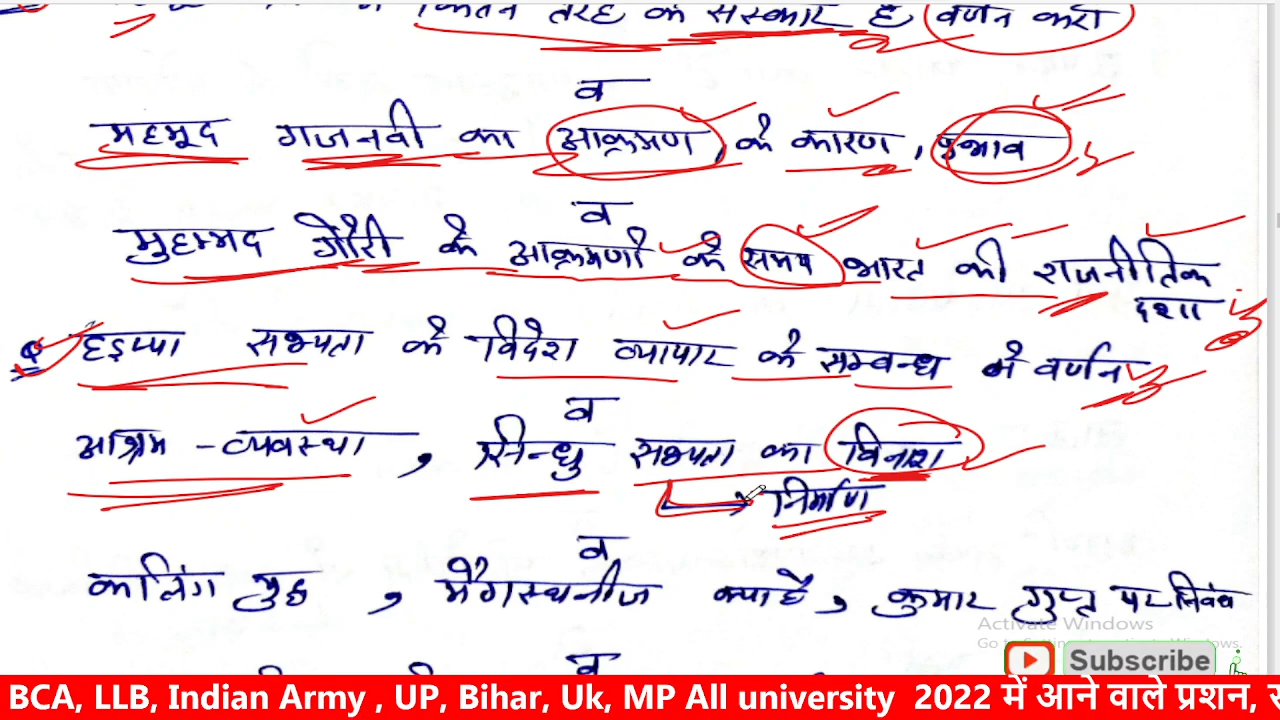 कितने तरह के संस्कार है वर्णन करो
व
महमूद गजनवी का आक्रमण, के कारण, प्रभाव
व
मुहम्मद गौरी के आक्रमणों के समय भारत की राजनीतिक
दशा
हड़प्पा सभ्यता के विदेश व्यापार के सम्बन्ध में वर्णन
व
आश्रम - व्यवस्था, सिन्धु सभ्यता का विनाश
निर्माण
व
कलिंग युद्ध, मेगस्थनीज क्या है, कुमार गुप्त पर निबंध
Activate Windows
व
Subscribe
BCA, LLB, Indian Army , UP, Bihar, Uk, MP All university 2022 में आने वाले प्रशन,